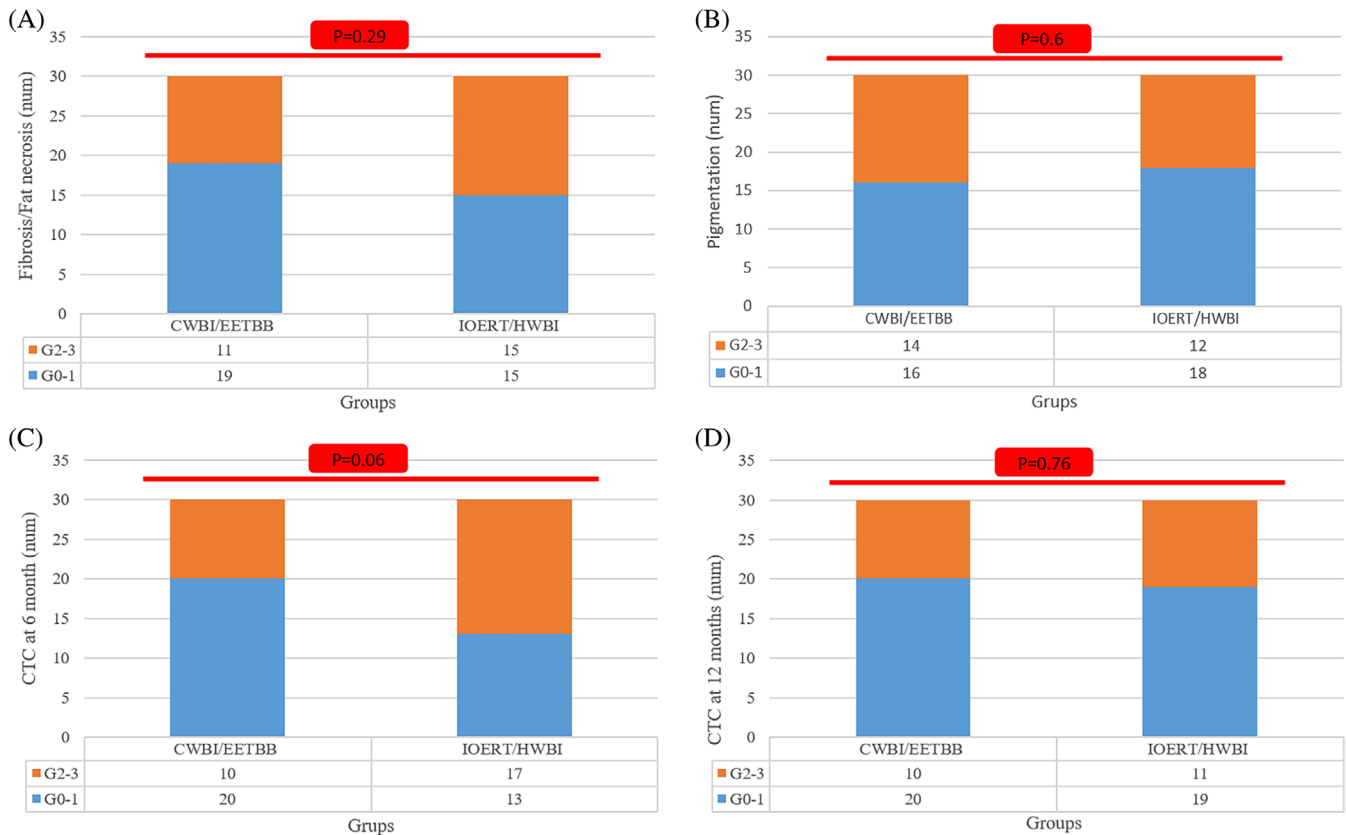 (A)
P=0.29
Fibrosis/Fat necrosis (num)
35
30
25
20
15
10
5
0
CWBI/EETBB IOERT/HWBI
G2-3 11 15
G0-1 19 15
Groups
(B)
P=0.6
Pigmentation (num)
35
30
25
20
15
10
5
0
CWBI/EETBB IOERT/HWBI
G2-3 14 12
G0-1 16 18
Grups
(C)
P=0.06
CTC at 6 month (num)
35
30
25
20
15
10
5
0
CWBI/EETBB IOERT/HWBI
G2-3 10 17
G0-1 20 13
Grups
(D)
P=0.76
CTC at 12 months (num)
35
30
25
20
15
10
5
0
CWBI/EETBB IOERT/HWBI
G2-3 10 11
G0-1 20 19
Grups